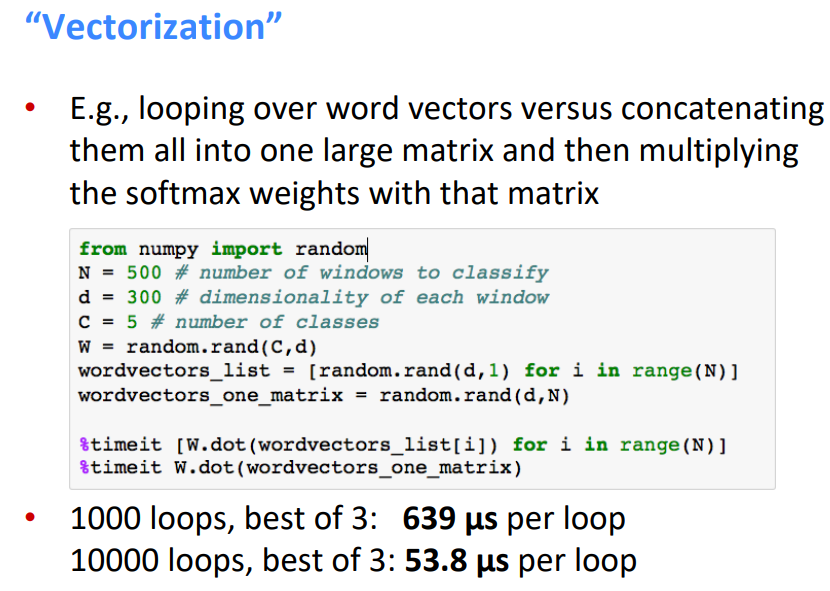 “Vectorization”
• E.g., looping over word vectors versus concatenating
them all into one large matrix and then multiplying
the softmax weights with that matrix
from numpy import random
N = 500 # number of windows to classify
d = 300 # dimensionality of each window
C = 5 # number of classes
W = random.rand(C,d)
wordvectors_list = [random.rand(d,1) for i in range(N)]
wordvectors_one_matrix = random.rand(d,N)
%timeit [W.dot(wordvectors_list[i]) for i in range(N)]
%timeit W.dot(wordvectors_one_matrix)
• 1000 loops, best of 3: 639 µs per loop
10000 loops, best of 3: 53.8 µs per loop